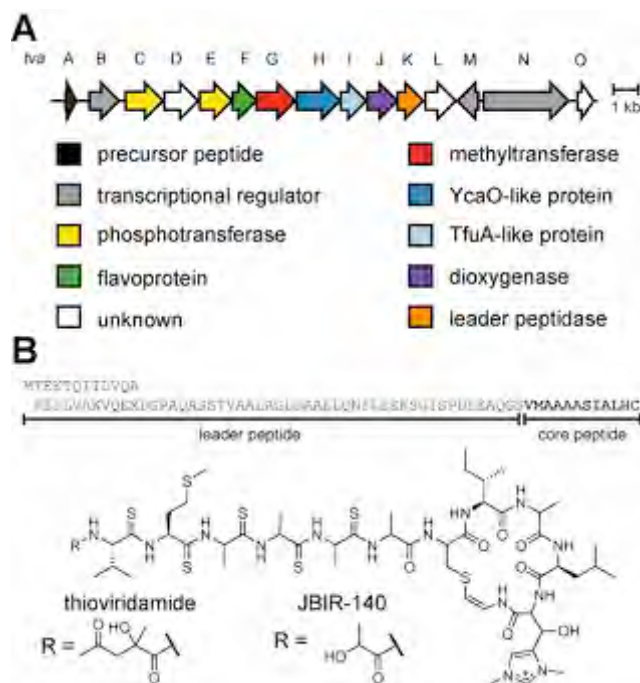 A
tva A B C D E F G H I J K L M N O
1 kb
precursor peptide
transcriptional regulator
phosphotransferase
flavoprotein
unknown
methyltransferase
YcaO-like protein
TfuA-like protein
dioxygenase
leader peptidase
B
VMAAAASIALHC
leader peptide
core peptide
thioviridamide
JBIR-140
R =
R =